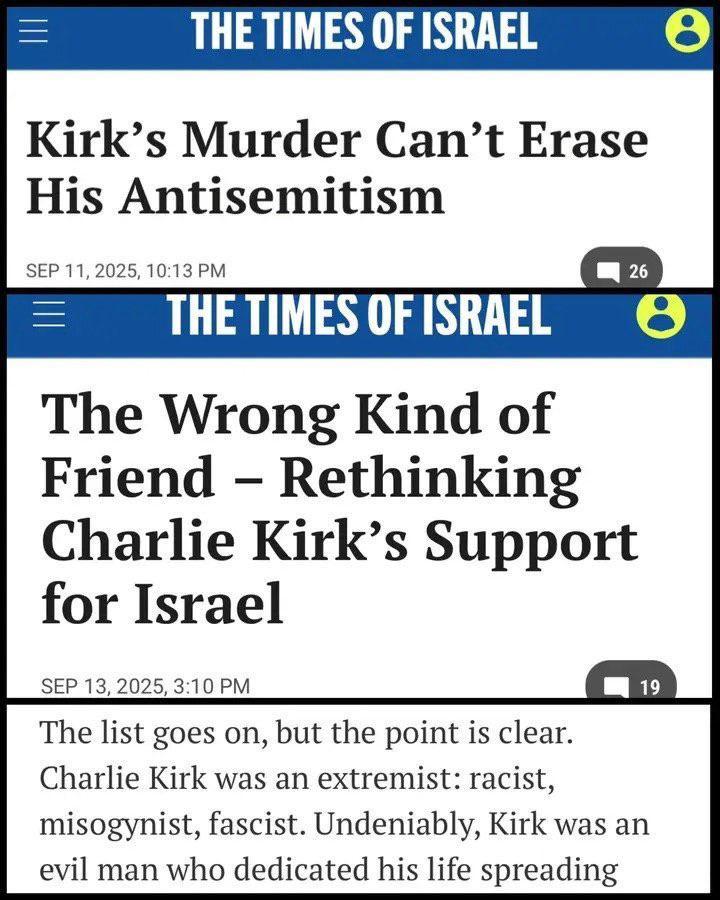 THE TIMES OF ISRAEL
Kirk’s Murder Can’t Erase
His Antisemitism
SEP 11, 2025, 10:13 PM
26
THE TIMES OF ISRAEL
The Wrong Kind of
Friend – Rethinking
Charlie Kirk’s Support
for Israel
SEP 13, 2025, 3:10 PM
19
The list goes on, but the point is clear.
Charlie Kirk was an extremist: racist,
misogynist, fascist. Undeniably, Kirk was an
evil man who dedicated his life spreading